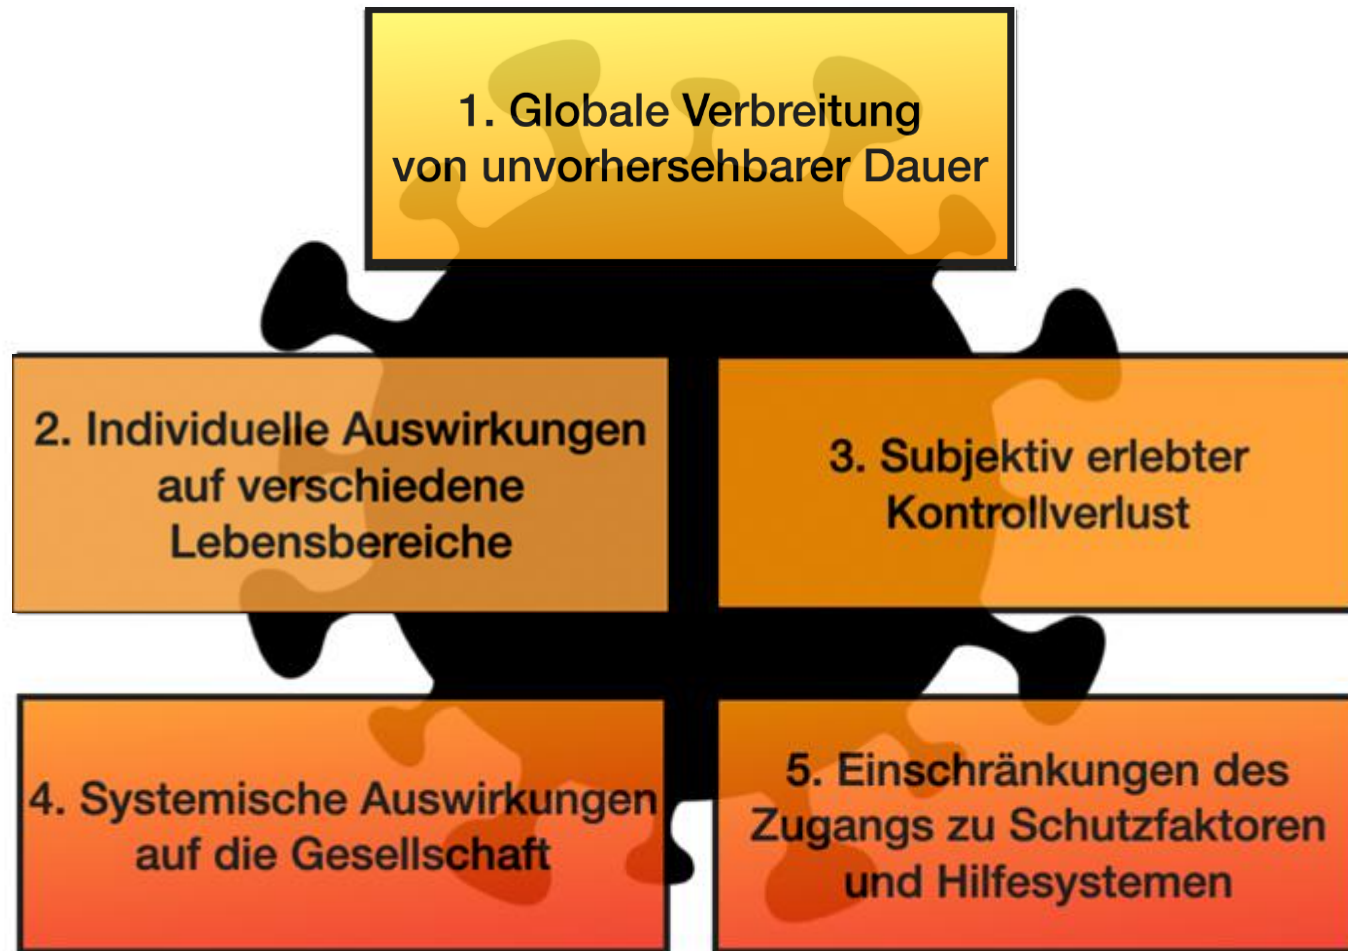 1. Globale Verbreitung
von unvorhersehbarer Dauer
2. Individuelle Auswirkungen
auf verschiedene
Lebensbereiche
3. Subjektiv erlebter
Kontrollverlust
4. Systemische Auswirkungen
auf die Gesellschaft
5. Einschränkungen des
Zugangs zu Schutzfaktoren
und Hilfesystemen